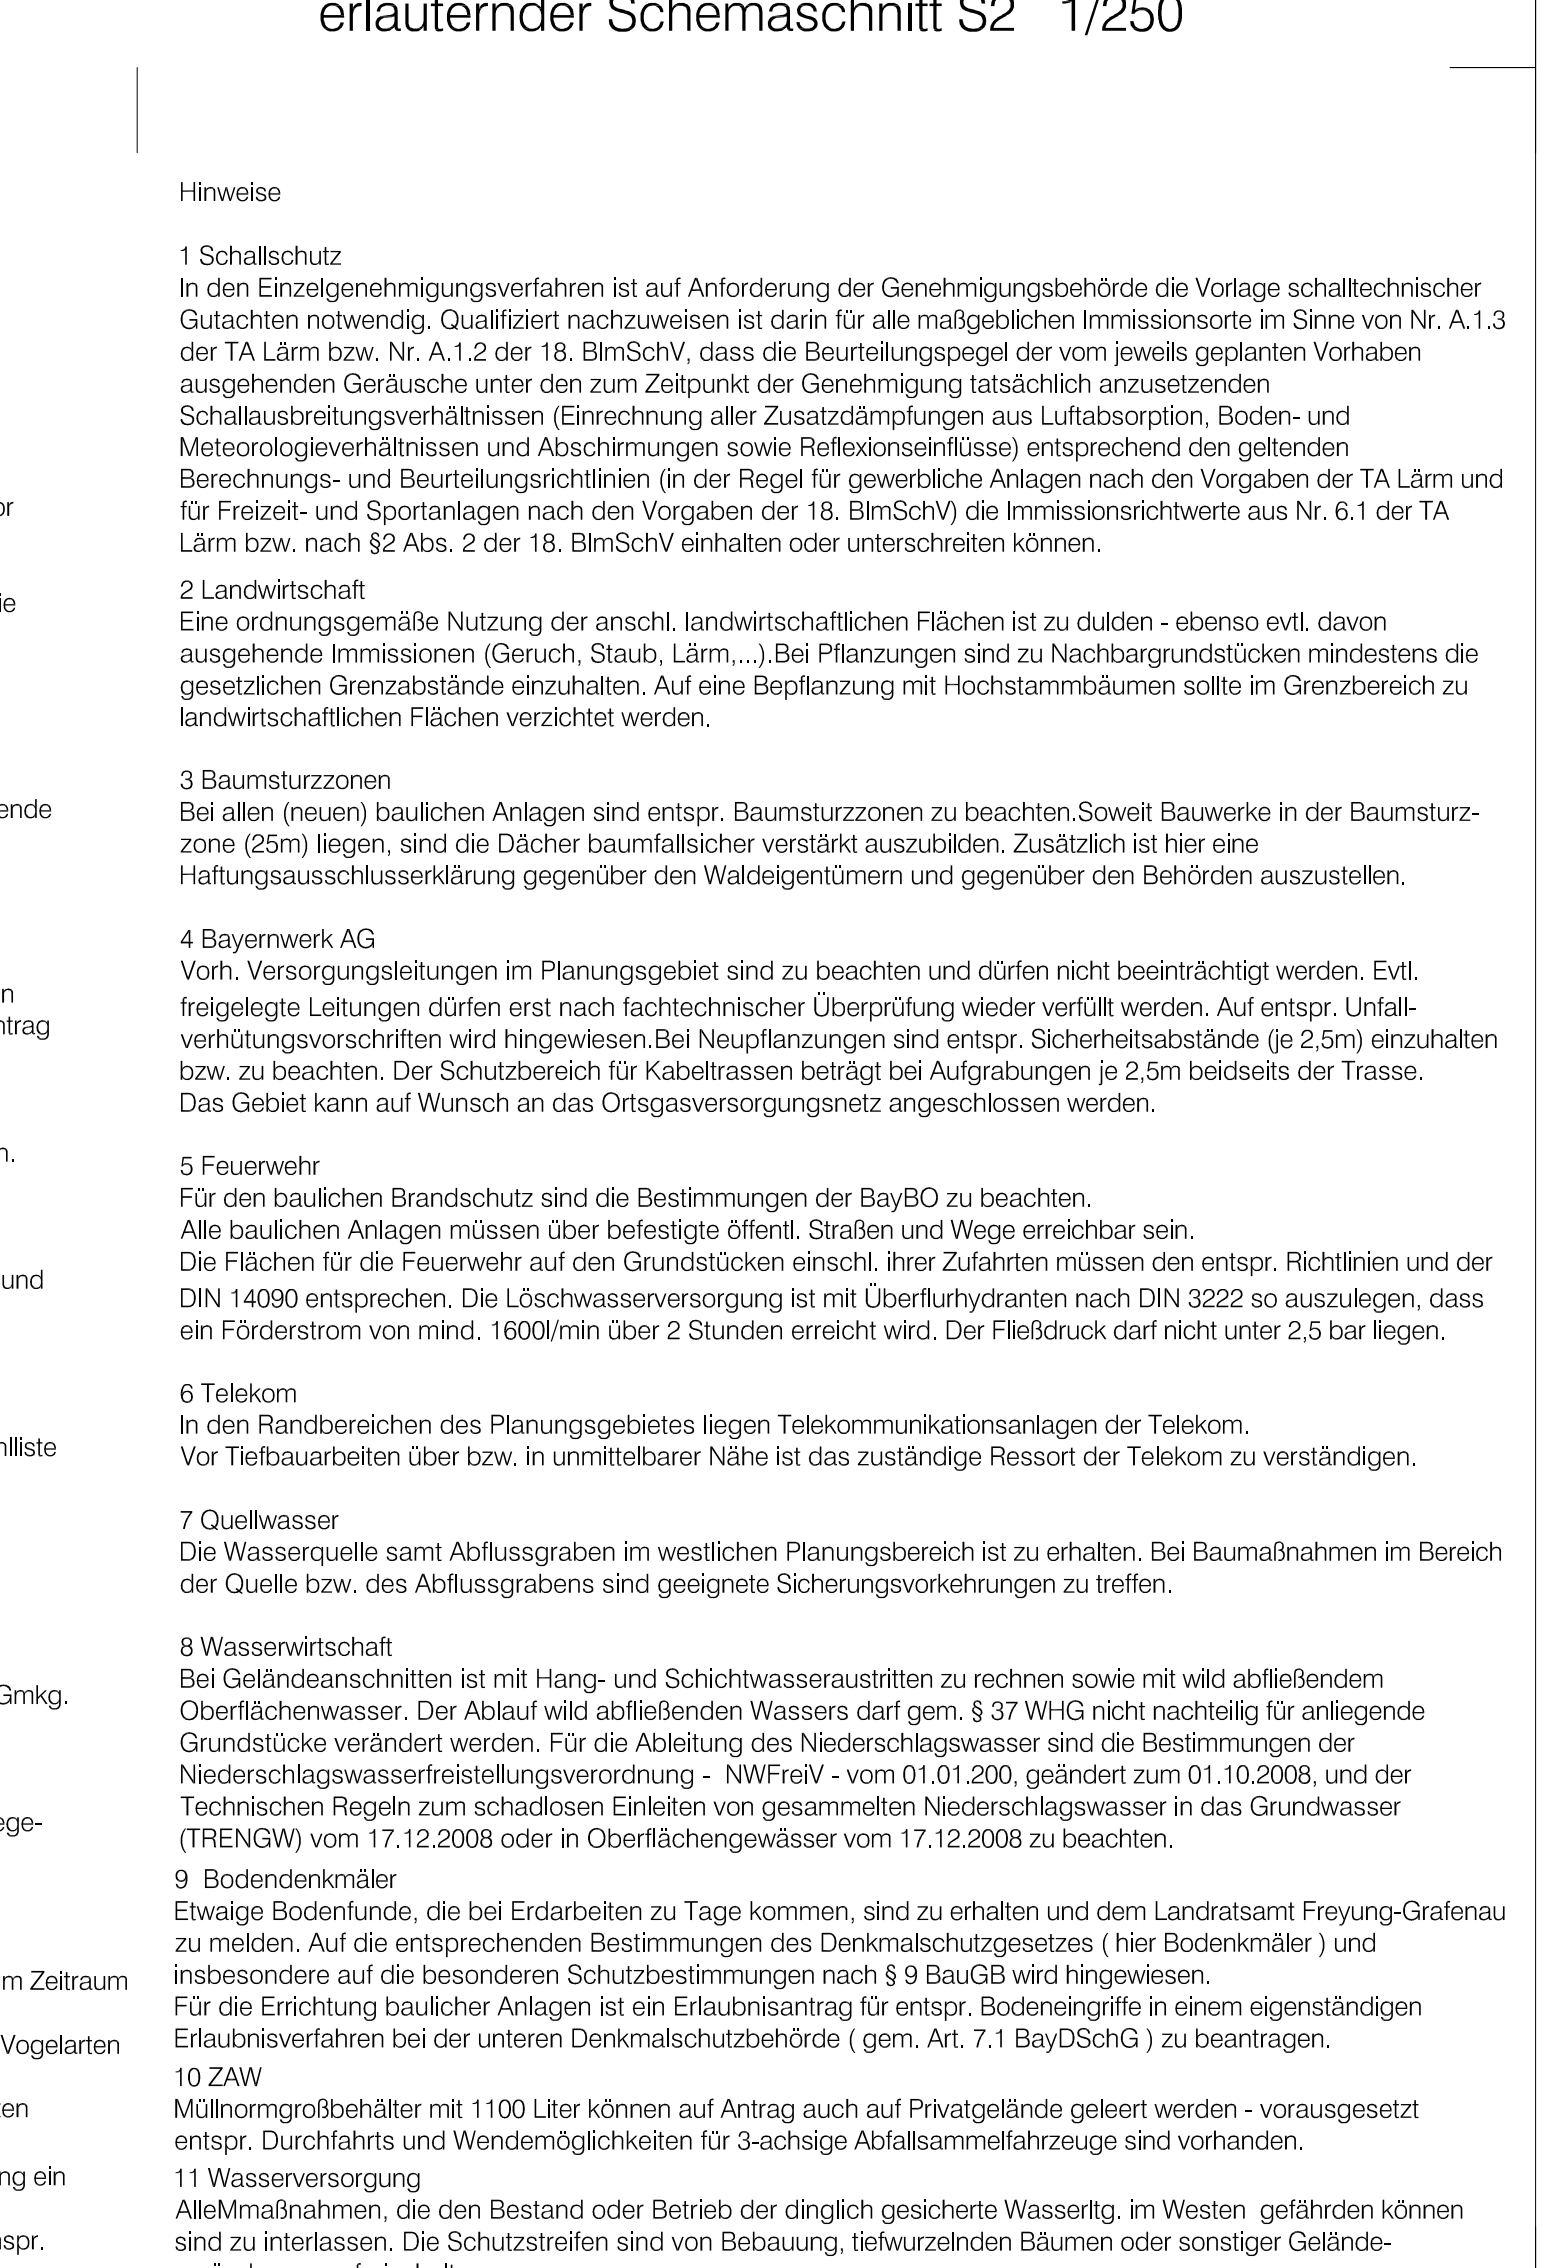 erläuternder Schemaschnitt S2 1/250
Hinweise
1 Schallschutz
In den Einzelgenehmigungsverfahren ist auf Anforderung der Genehmigungsbehörde die Vorlage schalltechnischer
Gutachten notwendig. Qualifiziert nachzuweisen ist darin für alle maßgeblichen Immissionsorte im Sinne von Nr. A.1.3
der TA Lärm bzw. Nr. A.1.2 der 18. BImSchV, dass die Beurteilungspegel der vom jeweils geplanten Vorhaben
ausgehenden Geräusche unter den zum Zeitpunkt der Genehmigung tatsächlich anzusetzenden
Schallausbreitungsverhältnissen (Einrechnung aller Zusatzdämpfungen aus Luftabsorption, Boden- und
Meteorologieverhältnissen und Abschirmungen sowie Reflexionseinflüsse) entsprechend den geltenden
Berechnungs- und Beurteilungsrichtlinien (in der Regel für gewerbliche Anlagen nach den Vorgaben der TA Lärm und
für Freizeit- und Sportanlagen nach den Vorgaben der 18. BImSchV) die Immissionsrichtwerte aus Nr. 6.1 der TA
Lärm bzw. nach §2 Abs. 2 der 18. BImSchV einhalten oder unterschreiten können.
2 Landwirtschaft
Eine ordnungsgemäße Nutzung der anschl. landwirtschaftlichen Flächen ist zu dulden - ebenso evtl. davon
ausgehende Immissionen (Geruch, Staub, Lärm,...).Bei Pflanzungen sind zu Nachbargrundstücken mindestens die
gesetzlichen Grenzabstände einzuhalten. Auf eine Bepflanzung mit Hochstammbäumen sollte im Grenzbereich zu
landwirtschaftlichen Flächen verzichtet werden.
3 Baumsturzzonen
Bei allen (neuen) baulichen Anlagen sind entspr. Baumsturzzonen zu beachten.Soweit Bauwerke in der Baumsturz-
zone (25m) liegen, sind die Dächer baumfallsicher verstärkt auszubilden. Zusätzlich ist hier eine
Haftungsausschlusserklärung gegenüber den Waldeigentümern und gegenüber den Behörden auszustellen.
4 Bayernwerk AG
Vorh. Versorgungsleitungen im Planungsgebiet sind zu beachten und dürfen nicht beeinträchtigt werden. Evtl.
freigelegte Leitungen dürfen erst nach fachtechnischer Überprüfung wieder verfüllt werden. Auf entspr. Unfall-
verhütungsvorschriften wird hingewiesen.Bei Neupflanzungen sind entspr. Sicherheitsabstände (je 2,5m) einzuhalten
bzw. zu beachten. Der Schutzbereich für Kabeltrassen beträgt bei Aufgrabungen je 2,5m beidseits der Trasse.
Das Gebiet kann auf Wunsch an das Ortsgasversorgungsnetz angeschlossen werden.
5 Feuerwehr
Für den baulichen Brandschutz sind die Bestimmungen der BayBO zu beachten.
Alle baulichen Anlagen müssen über befestigte öffentl. Straßen und Wege erreichbar sein.
Die Flächen für die Feuerwehr auf den Grundstücken einschl. ihrer Zufahrten müssen den entspr. Richtlinien und der
DIN 14090 entsprechen. Die Löschwasserversorgung ist mit Überflurhydranten nach DIN 3222 so auszulegen, dass
ein Förderstrom von mind. 1600l/min über 2 Stunden erreicht wird. Der Fließdruck darf nicht unter 2,5 bar liegen.
6 Telekom
In den Randbereichen des Planungsgebietes liegen Telekommunikationsanlagen der Telekom.
Vor Tiefbauarbeiten über bzw. in unmittelbarer Nähe ist das zuständige Ressort der Telekom zu verständigen.
7 Quellwasser
Die Wasserquelle samt Abflussgraben im westlichen Planungsbereich ist zu erhalten. Bei Baumaßnahmen im Bereich
der Quelle bzw. des Abflussgrabens sind geeignete Sicherungsvorkehrungen zu treffen.
8 Wasserwirtschaft
Bei Geländeanschnitten ist mit Hang- und Schichtwasseraustritten zu rechnen sowie mit wild abfließendem
Oberflächenwasser. Der Ablauf wild abfließenden Wassers darf gem. § 37 WHG nicht nachteilig für anliegende
Grundstücke verändert werden. Für die Ableitung des Niederschlagswasser sind die Bestimmungen der
Niederschlagswasserfreistellungsverordnung - NWFreiV - vom 01.01.200, geändert zum 01.10.2008, und der
Technischen Regeln zum schadlosen Einleiten von gesammelten Niederschlagswasser in das Grundwasser
(TRENGW) vom 17.12.2008 oder in Oberflächengewässer vom 17.12.2008 zu beachten.
9 Bodendenkmäler
Etwaige Bodenfunde, die bei Erdarbeiten zu Tage kommen, sind zu erhalten und dem Landratsamt Freyung-Grafenau
zu melden. Auf die entsprechenden Bestimmungen des Denkmalschutzgesetzes ( hier Bodenkmäler ) und
insbesondere auf die besonderen Schutzbestimmungen nach § 9 BauGB wird hingewiesen.
Für die Errichtung baulicher Anlagen ist ein Erlaubnisantrag für entspr. Bodeneingriffe in einem eigenständigen
Erlaubnisverfahren bei der unteren Denkmalschutzbehörde ( gem. Art. 7.1 BayDSchG ) zu beantragen.
10 ZAW
Müllnormgroßbehälter mit 1100 Liter können auf Antrag auch auf Privatgelände geleert werden - vorausgesetzt
entspr. Durchfahrts und Wendemöglichkeiten für 3-achsige Abfallsammelfahrzeuge sind vorhanden.
11 Wasserversorgung
AlleMmaßnahmen, die den Bestand oder Betrieb der dinglich gesicherte Wasserltg. im Westen gefährden können
sind zu interlassen. Die Schutzstreifen sind von Bebauung, tiefwurzelnden Bäumen oder sonstiger Gelände-
und
Gmkg.
m Zeitraum
Vogelarten
ng ein